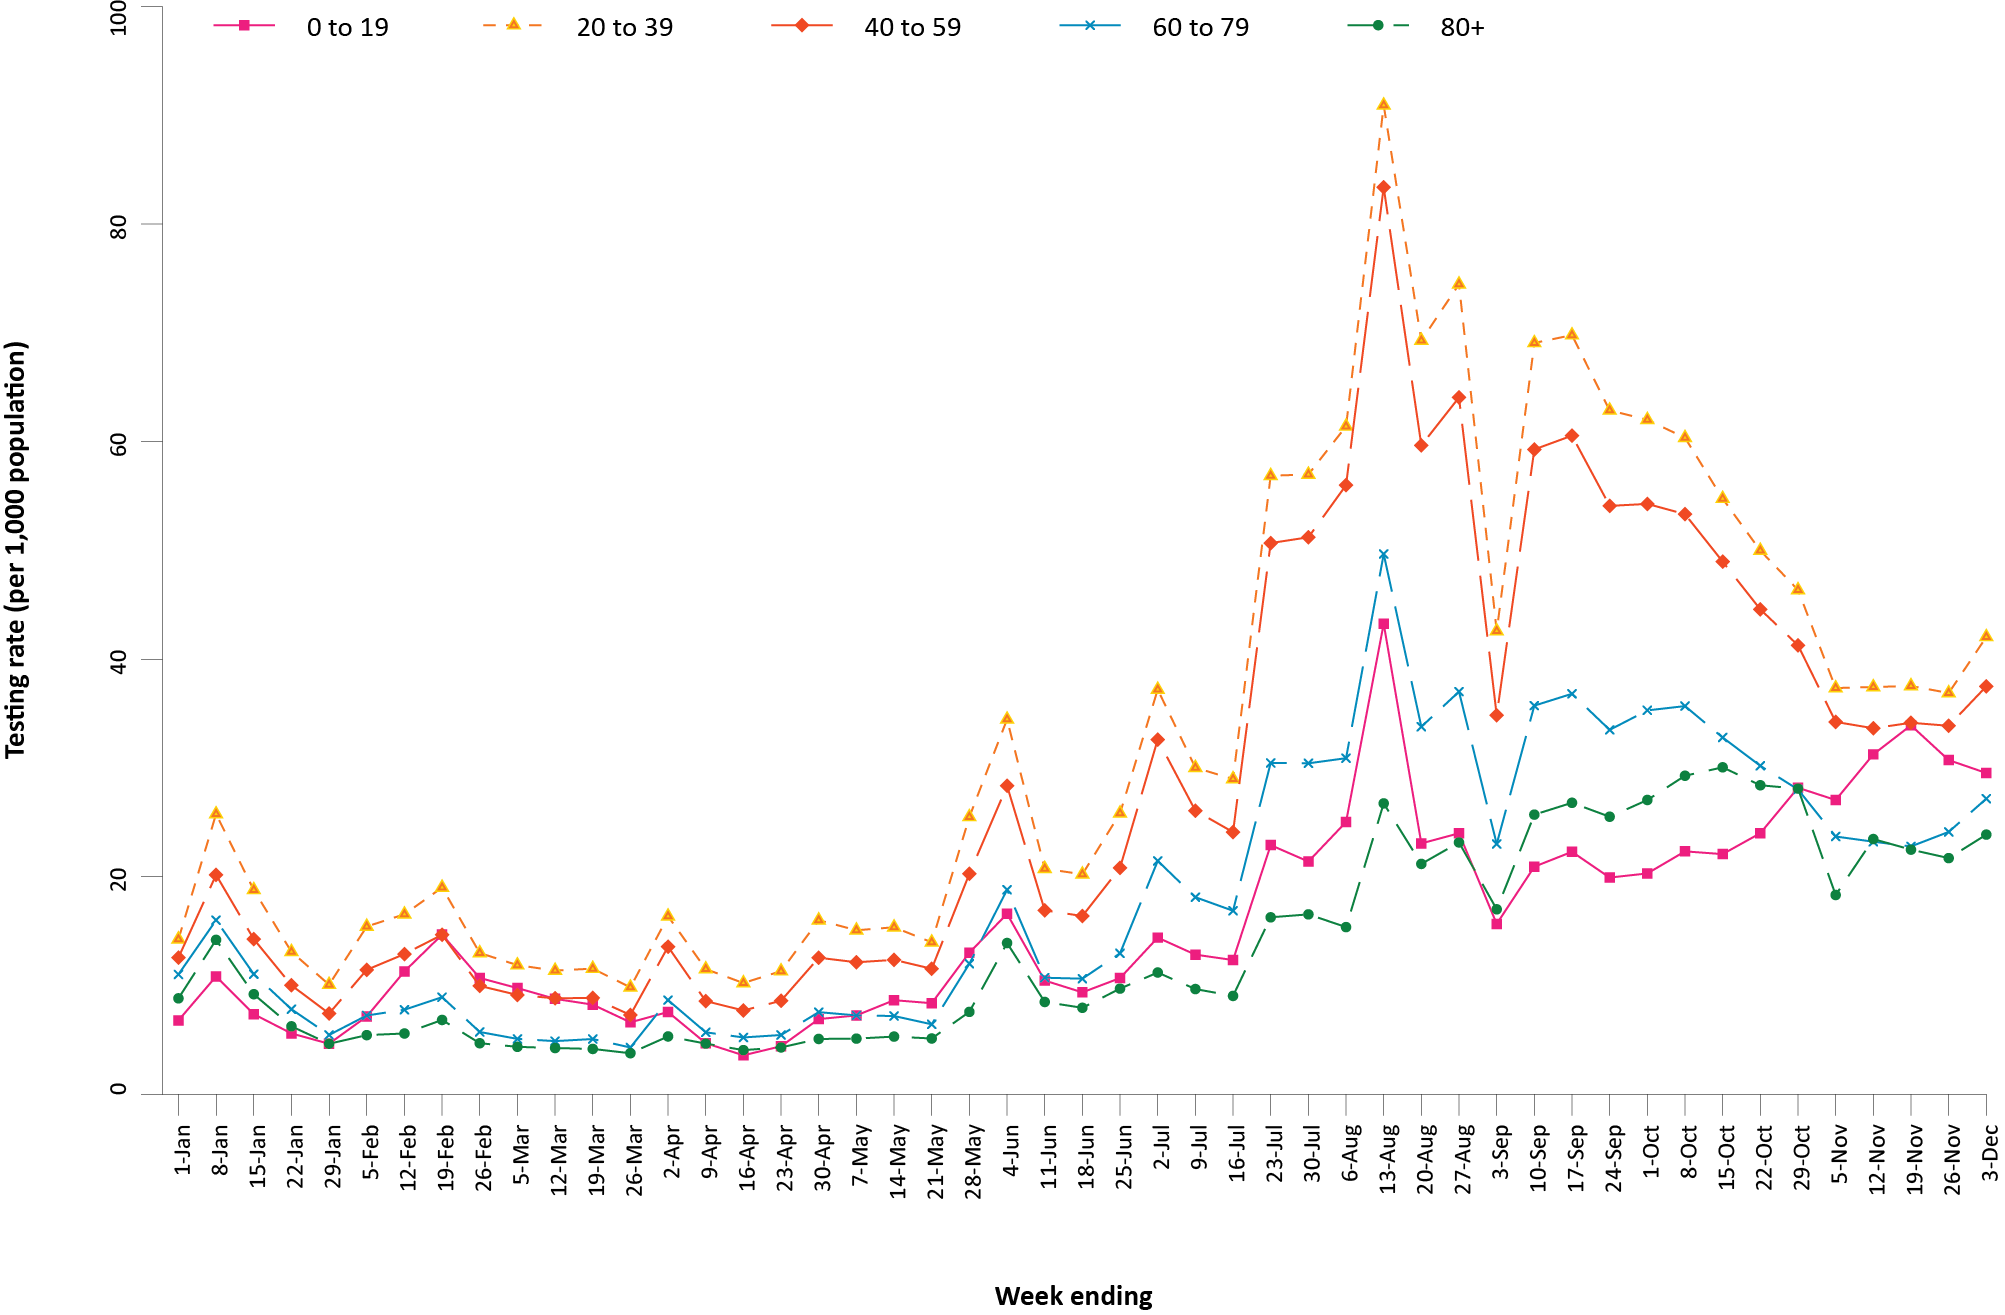 0 to 19 20 to 39 40 to 59 60 to 79 80+
Testing rate (per 1,000 population)
100
80
60
40
20
0
1-Jan 8-Jan 15-Jan 22-Jan 29-Jan 5-Feb 12-Feb 19-Feb 26-Feb 5-Mar 12-Mar 19-Mar 26-Mar 2-Apr 9-Apr 16-Apr 23-Apr 30-Apr 7-May 14-May 21-May 28-May 4-Jun 11-Jun 18-Jun 25-Jun 2-Jul 9-Jul 16-Jul 23-Jul 30-Jul 6-Aug 13-Aug 20-Aug 27-Aug 3-Sep 10-Sep 17-Sep 24-Sep 1-Oct 8-Oct 15-Oct 22-Oct 29-Oct 5-Nov 12-Nov 19-Nov 26-Nov 3-Dec
Week ending